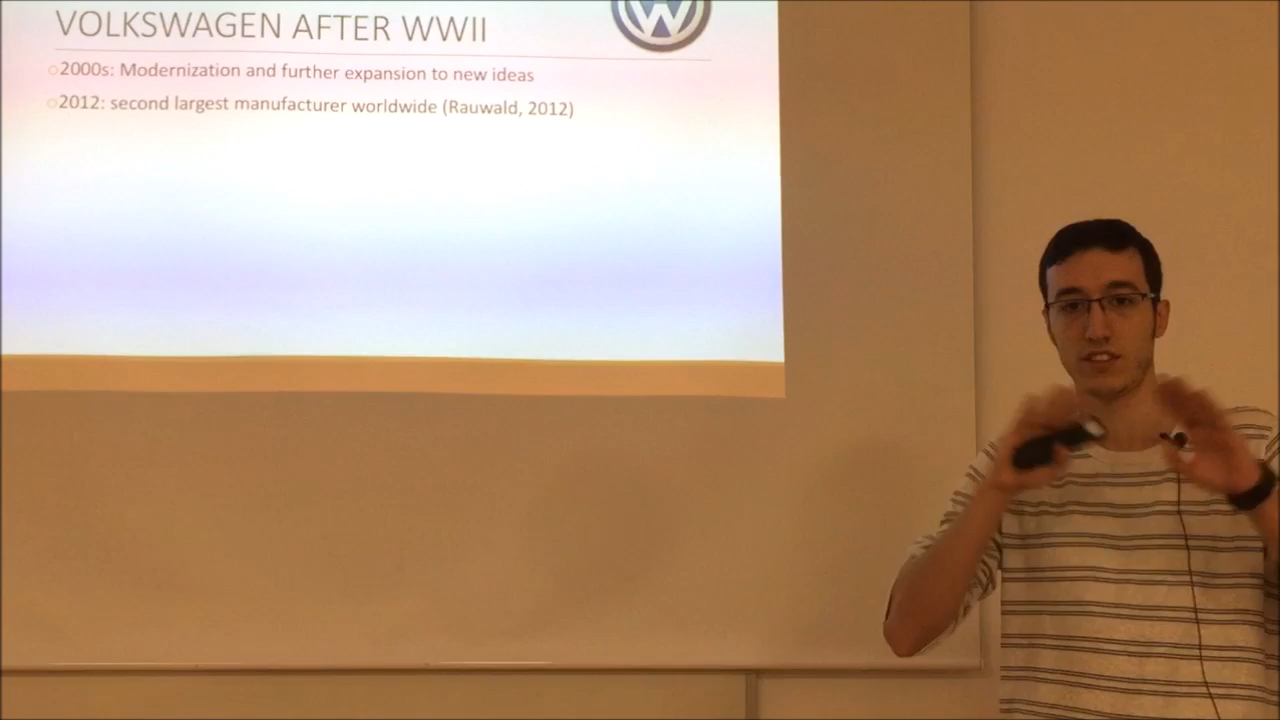 VOLKSWAGEN AFTER WWII
2000s: Modernization and further expansion to new ideas
2012: second largest manufacturer worldwide (Rauwald, 2012)